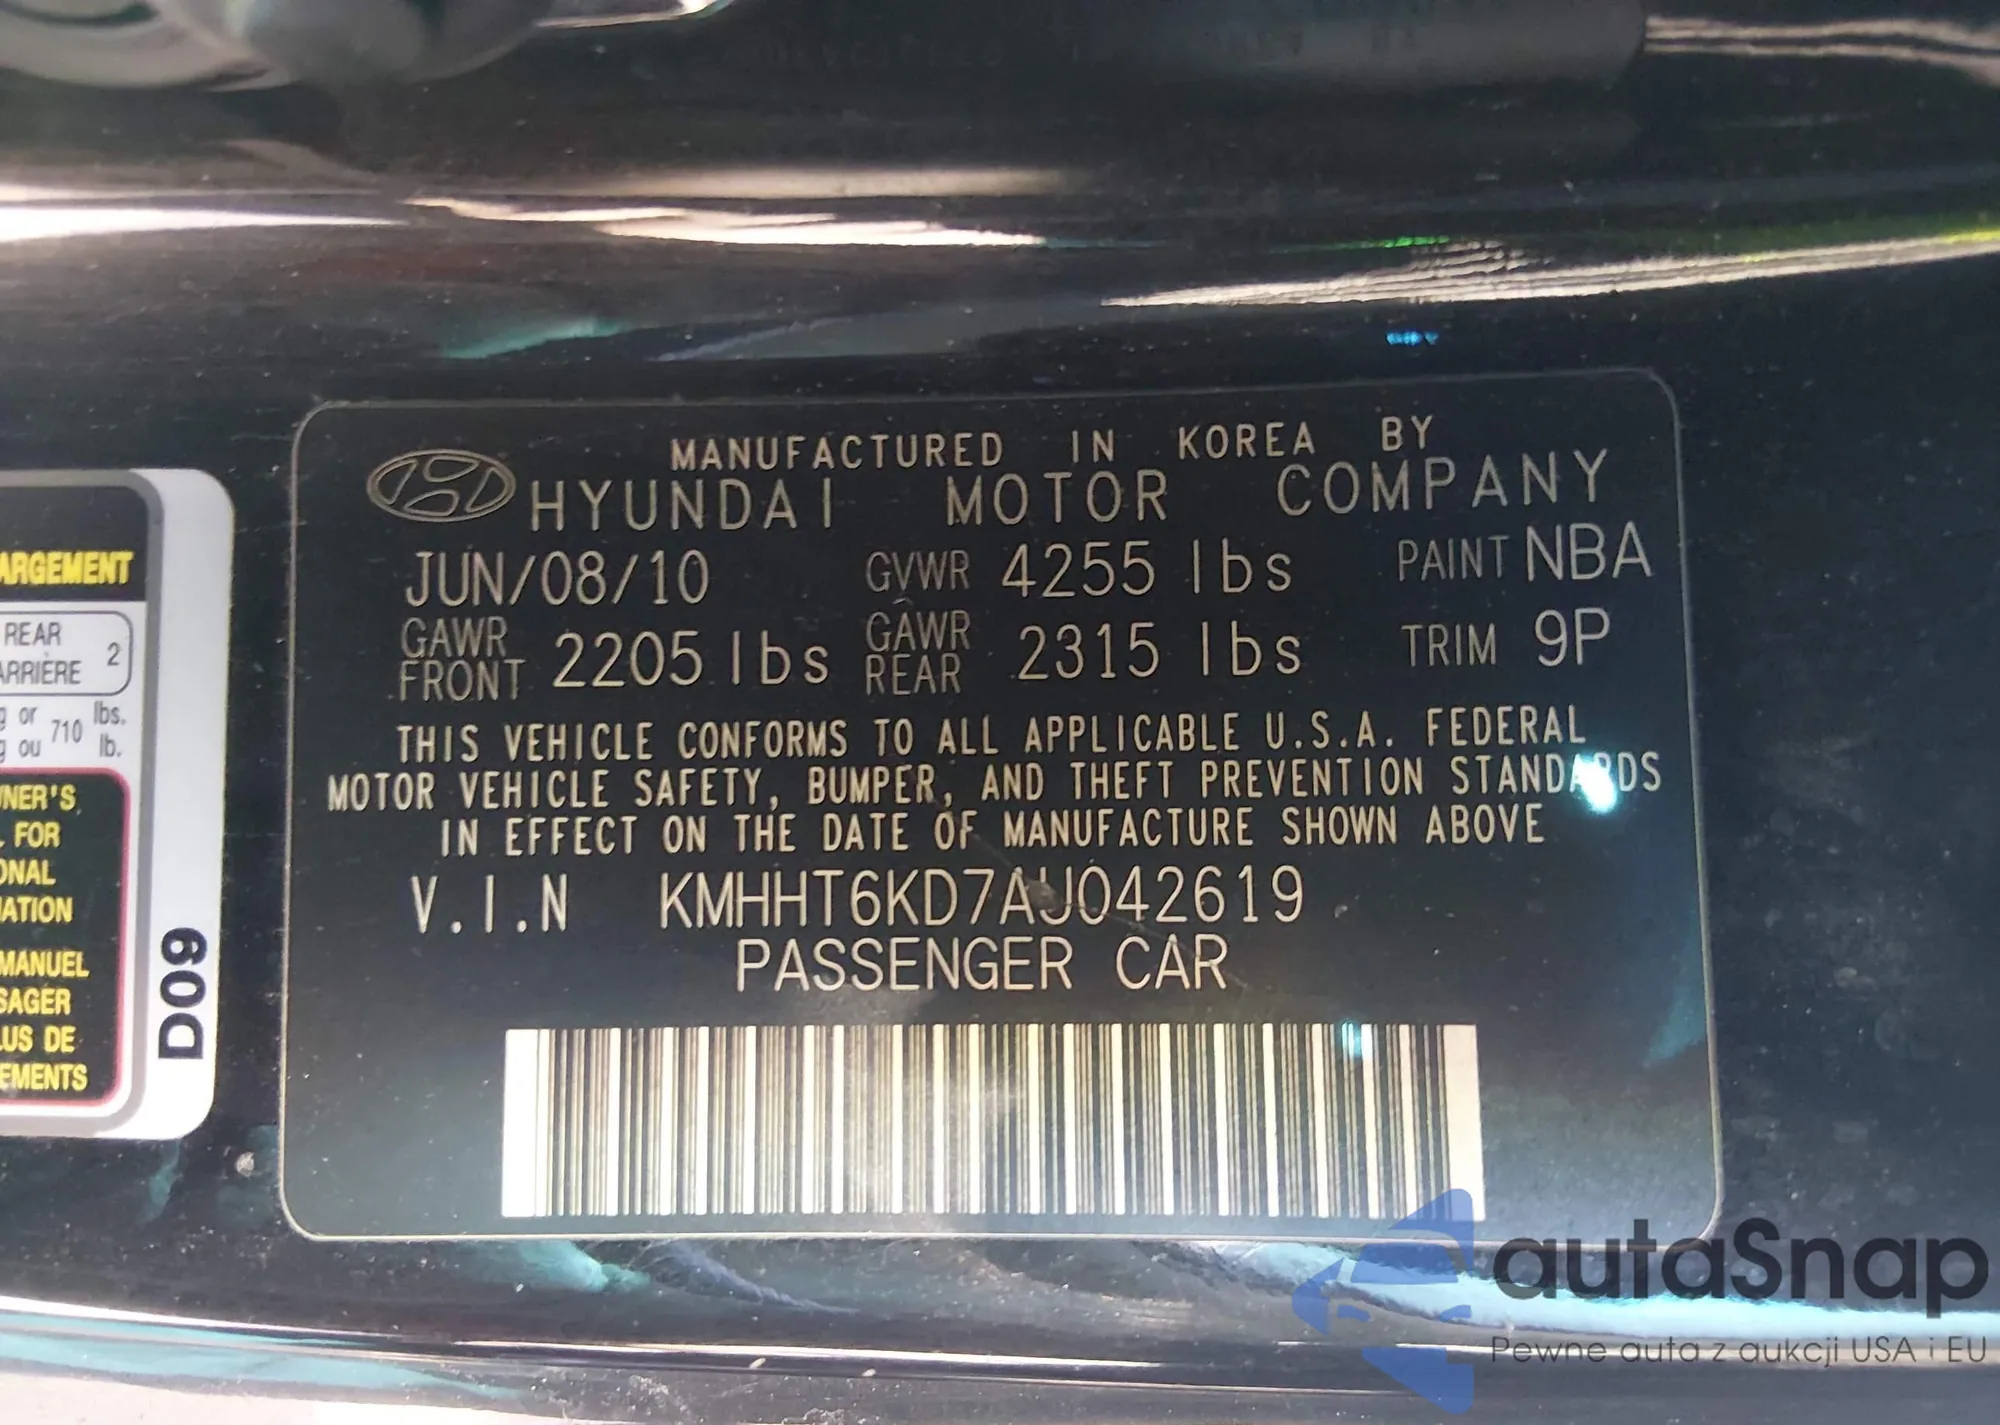 MANUFACTURED IN KOREA BY
HYUNDAI MOTOR COMPANY
JUN/08/10 GVWR 4255 lbs PAINT NBA
GAWR FRONT 2205 lbs GAWR REAR 2315 lbs TRIM 9P
THIS VEHICLE CONFORMS TO ALL APPLICABLE U.S.A. FEDERAL
MOTOR VEHICLE SAFETY, BUMPER, AND THEFT PREVENTION STANDARDS
IN EFFECT ON THE DATE OF MANUFACTURE SHOWN ABOVE
V.I.N KMHHT6KD7AU042619
PASSENGER CAR
ARGEMENT
REAR
ARRIÈRE 2
g or 710 lbs.
g ou lb.
NER'S
FOR
ONAL
ATION
MANUEL
SAGER
LUS DE
EMENTS
D09
autaSnap
Pewne auta z aukcji USA i EU